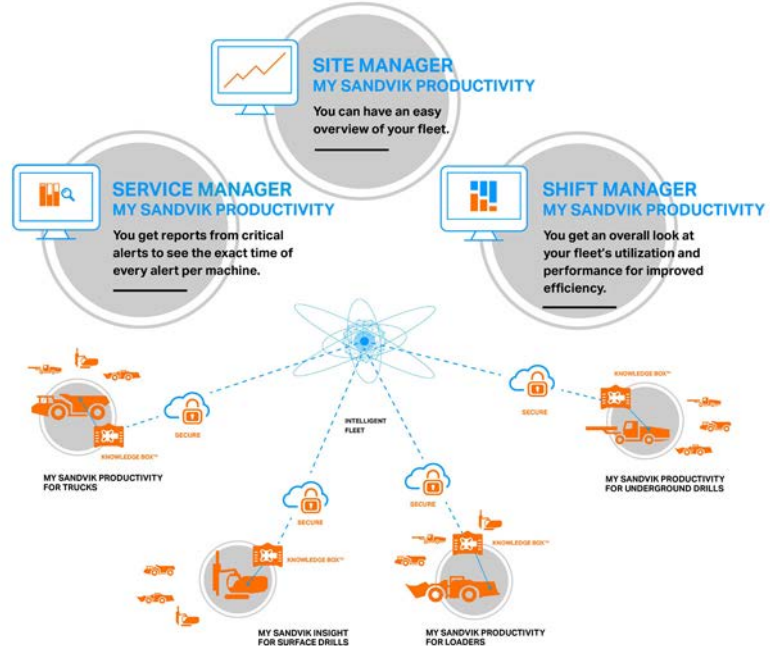 SITE MANAGER
MY SANDVIK PRODUCTIVITY
You can have an easy
overview of your fleet.
SERVICE MANAGER
MY SANDVIK PRODUCTIVITY
You get reports from critical
alerts to see the exact time of
every alert per machine.
SHIFT MANAGER
MY SANDVIK PRODUCTIVITY
You get an overall look at
your fleet's utilization and
performance for improved
efficiency.
INTELLIGENT
FLEET
SECURE
KNOWLEDGE BOX™
MY SANDVIK PRODUCTIVITY
FOR TRUCKS
SECURE
KNOWLEDGE BOX™
MY SANDVIK INSIGHT
FOR SURFACE DRILLS
SECURE
KNOWLEDGE BOX™
MY SANDVIK PRODUCTIVITY
FOR LOADERS
SECURE
KNOWLEDGE BOX™
MY SANDVIK PRODUCTIVITY
FOR UNDERGROUND DRILLS